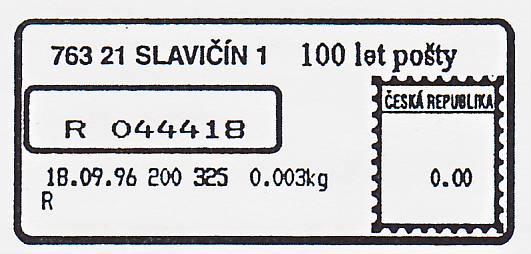 763 21 SLAVIČÍN 1 100 let pošty
ČESKÁ REPUBLIKA
R 044418
18.09.96 200 325 0.003kg 0.00
R